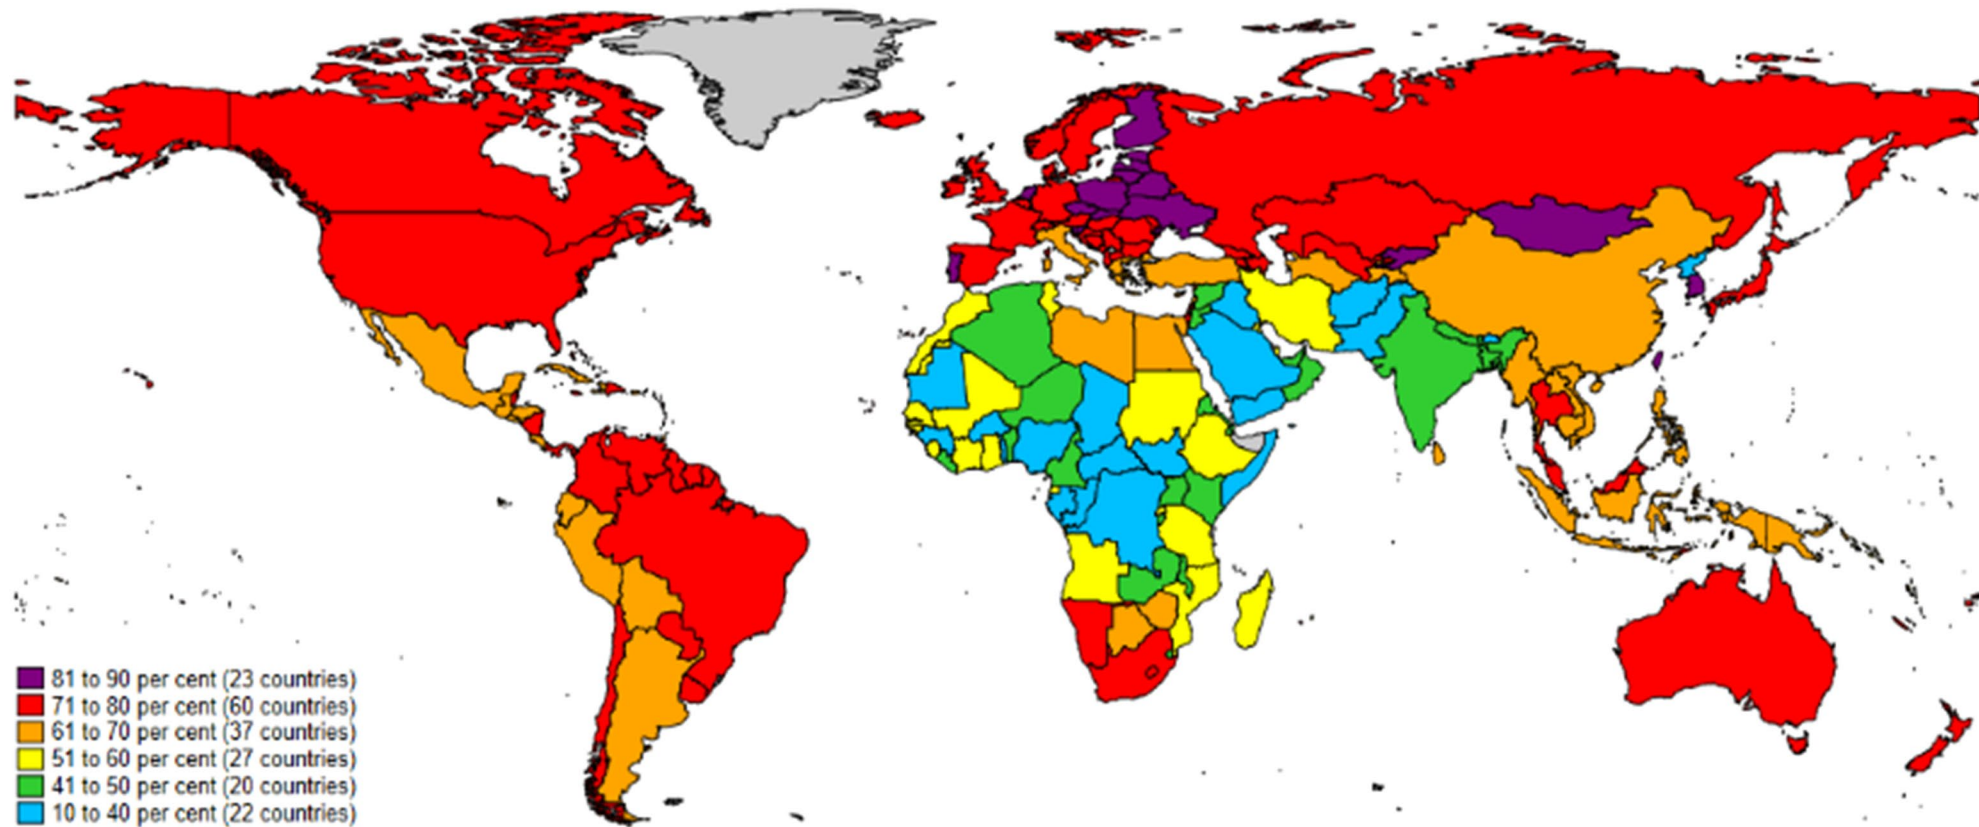 81 to 90 per cent (23 countries)
71 to 80 per cent (60 countries)
61 to 70 per cent (37 countries)
51 to 60 per cent (27 countries)
41 to 50 per cent (20 countries)
10 to 40 per cent (22 countries)